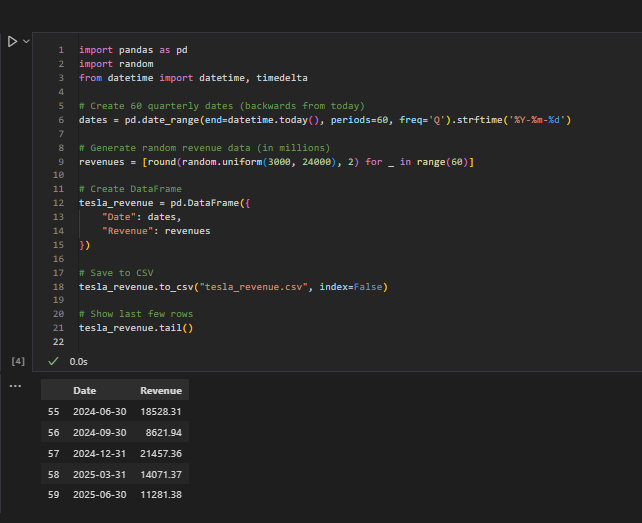 1 import pandas as pd
2 import random
3 from datetime import datetime, timedelta
4
5 # Create 60 quarterly dates (backwards from today)
6 dates = pd.date_range(end=datetime.today(), periods=60, freq='Q').strftime('%Y-%m-%d')
7
8 # Generate random revenue data (in millions)
9 revenues = [round(random.uniform(3000, 24000), 2) for _ in range(60)]
10
11 # Create DataFrame
12 tesla_revenue = pd.DataFrame({
13     "Date": dates,
14     "Revenue": revenues
15 })
16
17 # Save to CSV
18 tesla_revenue.to_csv("tesla_revenue.csv", index=False)
19
20 # Show last few rows
21 tesla_revenue.tail()
22
[4] 0.0s
... Date Revenue
55 2024-06-30 18528.31
56 2024-09-30 8621.94
57 2024-12-31 21457.36
58 2025-03-31 14071.37
59 2025-06-30 11281.38